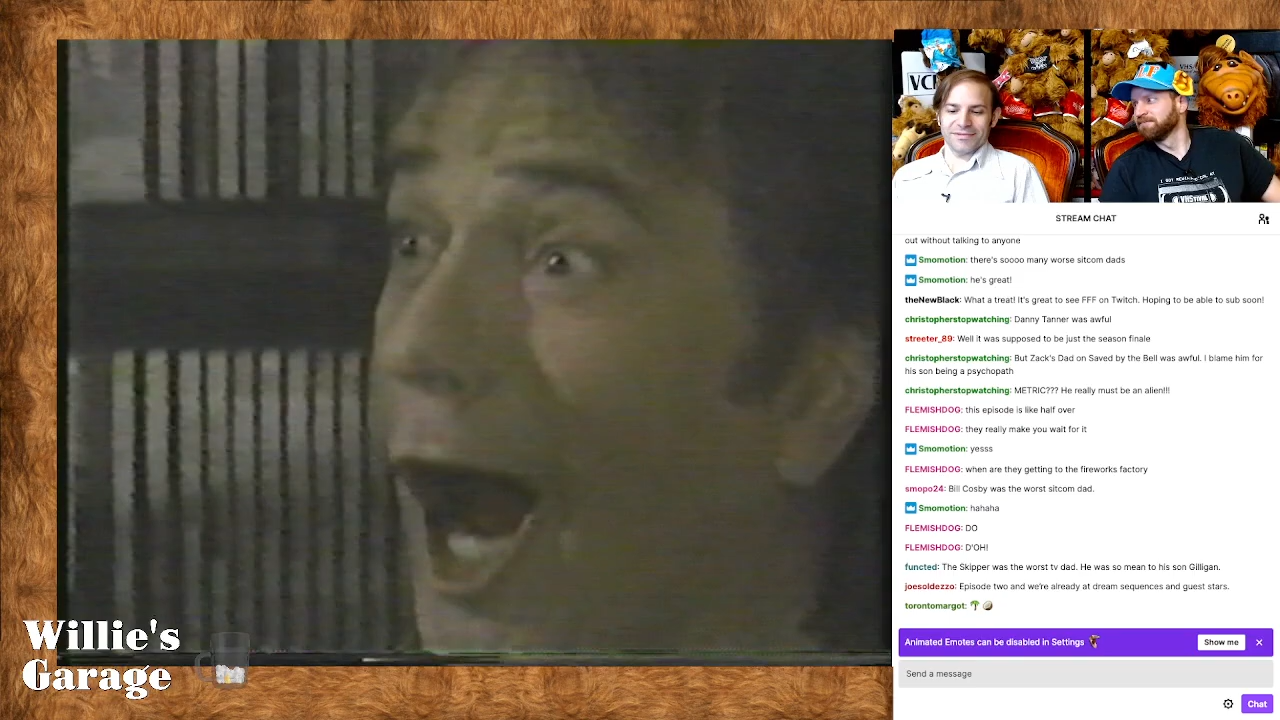 VCR
VHS
ALF
I GOT
VHSTIVAL
STREAM CHAT
out without talking to anyone
Smomotion: there's soooo many worse sitcom dads
Smomotion: he's great!
theNewBlack: What a treat! It's great to see FFF on Twitch. Hoping to be able to sub soon!
christopherstopwatching: Danny Tanner was awful
streeter_89: Well it was supposed to be just the season finale
christopherstopwatching: But Zack's Dad on Saved by the Bell was awful. I blame him for
his son being a psychopath
christopherstopwatching: METRIC??? He really must be an alien!!!
FLEMISHDOG: this episode is like half over
FLEMISHDOG: they really make you wait for it
Smomotion: yesss
FLEMISHDOG: when are they getting to the fireworks factory
smopo24: Bill Cosby was the worst sitcom dad.
Smomotion: hahaha
FLEMISHDOG: DO
FLEMISHDOG: D'OH!
functed: The Skipper was the worst tv dad. He was so mean to his son Gilligan.
joesoldezzo: Episode two and we're already at dream sequences and guest stars.
torontomargot: 🌴 🥥
Animated Emotes can be disabled in Settings
Show me
Send a message
Chat
Willie's
Garage